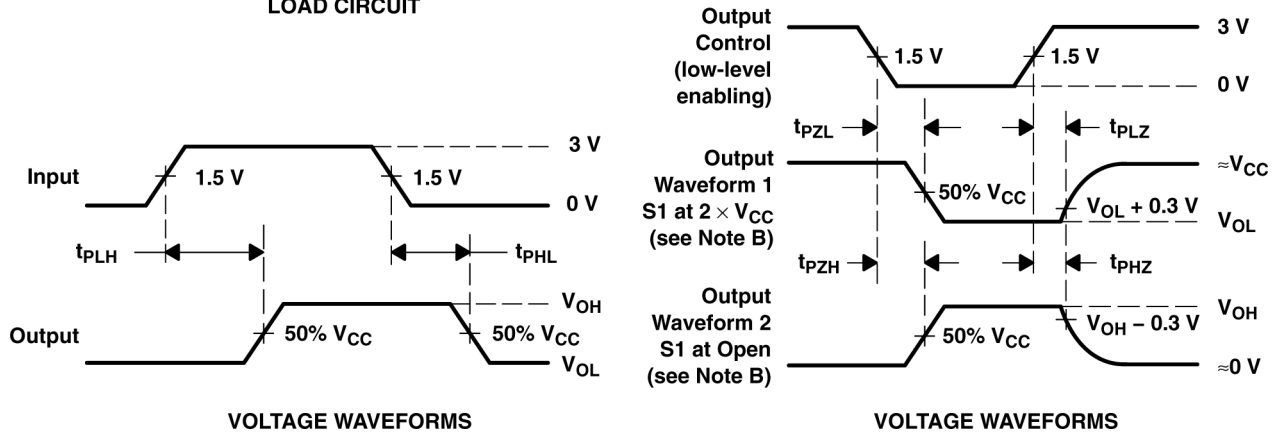 LOAD CIRCUIT
Input
1.5 V
1.5 V
3 V
0 V
tPLH
tPHL
Output
50% VCC
50% VCC
VOH
VOL
VOLTAGE WAVEFORMS
Output
Control
(low-level
enabling)
1.5 V
1.5 V
3 V
0 V
tPZL
tPLZ
Output
Waveform 1
S1 at 2 × VCC
(see Note B)
50% VCC
≈VCC
VOL + 0.3 V
VOL
tPZH
tPHZ
Output
Waveform 2
S1 at Open
(see Note B)
50% VCC
VOH
VOH − 0.3 V
≈0 V
VOLTAGE WAVEFORMS